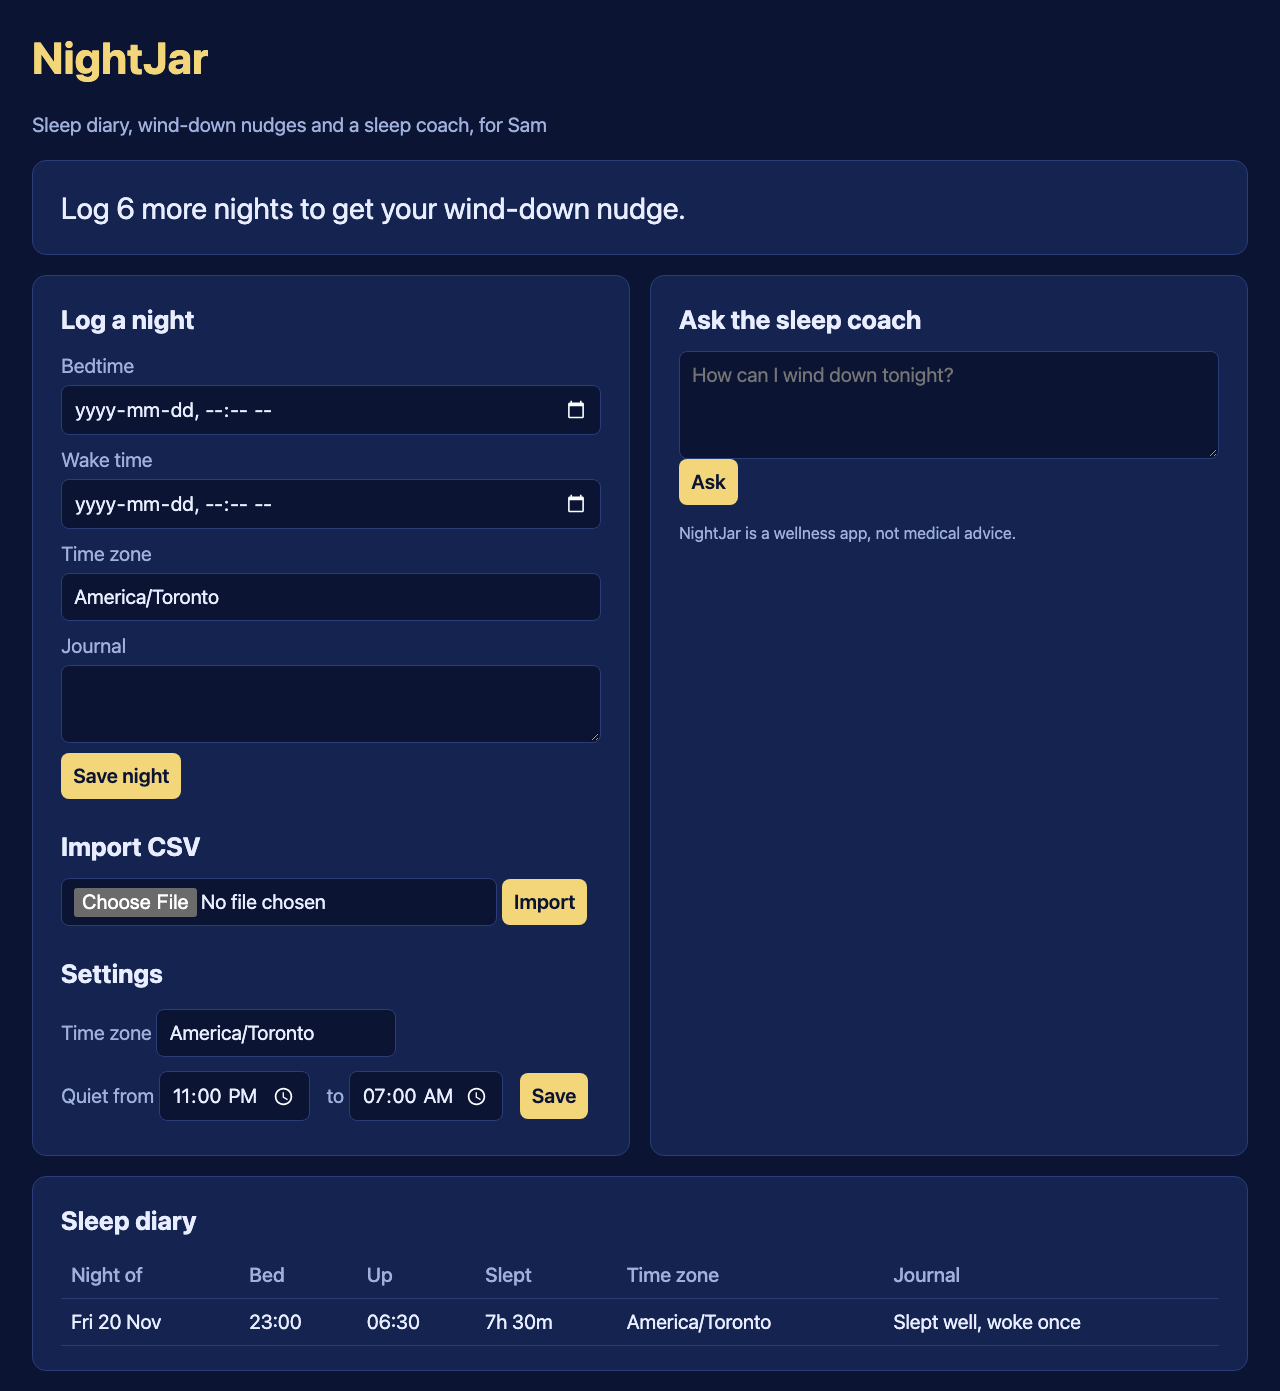 NightJar
Sleep diary, wind-down nudges and a sleep coach, for Sam
Log 6 more nights to get your wind-down nudge.
Log a night
Bedtime
yyyy-mm-dd, --:-- --
Wake time
yyyy-mm-dd, --:-- --
Time zone
America/Toronto
Journal
Save night
Import CSV
Choose File No file chosen Import
Settings
Time zone America/Toronto
Quiet from 11:00 PM to 07:00 AM Save
Ask the sleep coach
How can I wind down tonight?
Ask
NightJar is a wellness app, not medical advice.
Sleep diary
Night of Bed Up Slept Time zone Journal
Fri 20 Nov 23:00 06:30 7h 30m America/Toronto Slept well, woke once